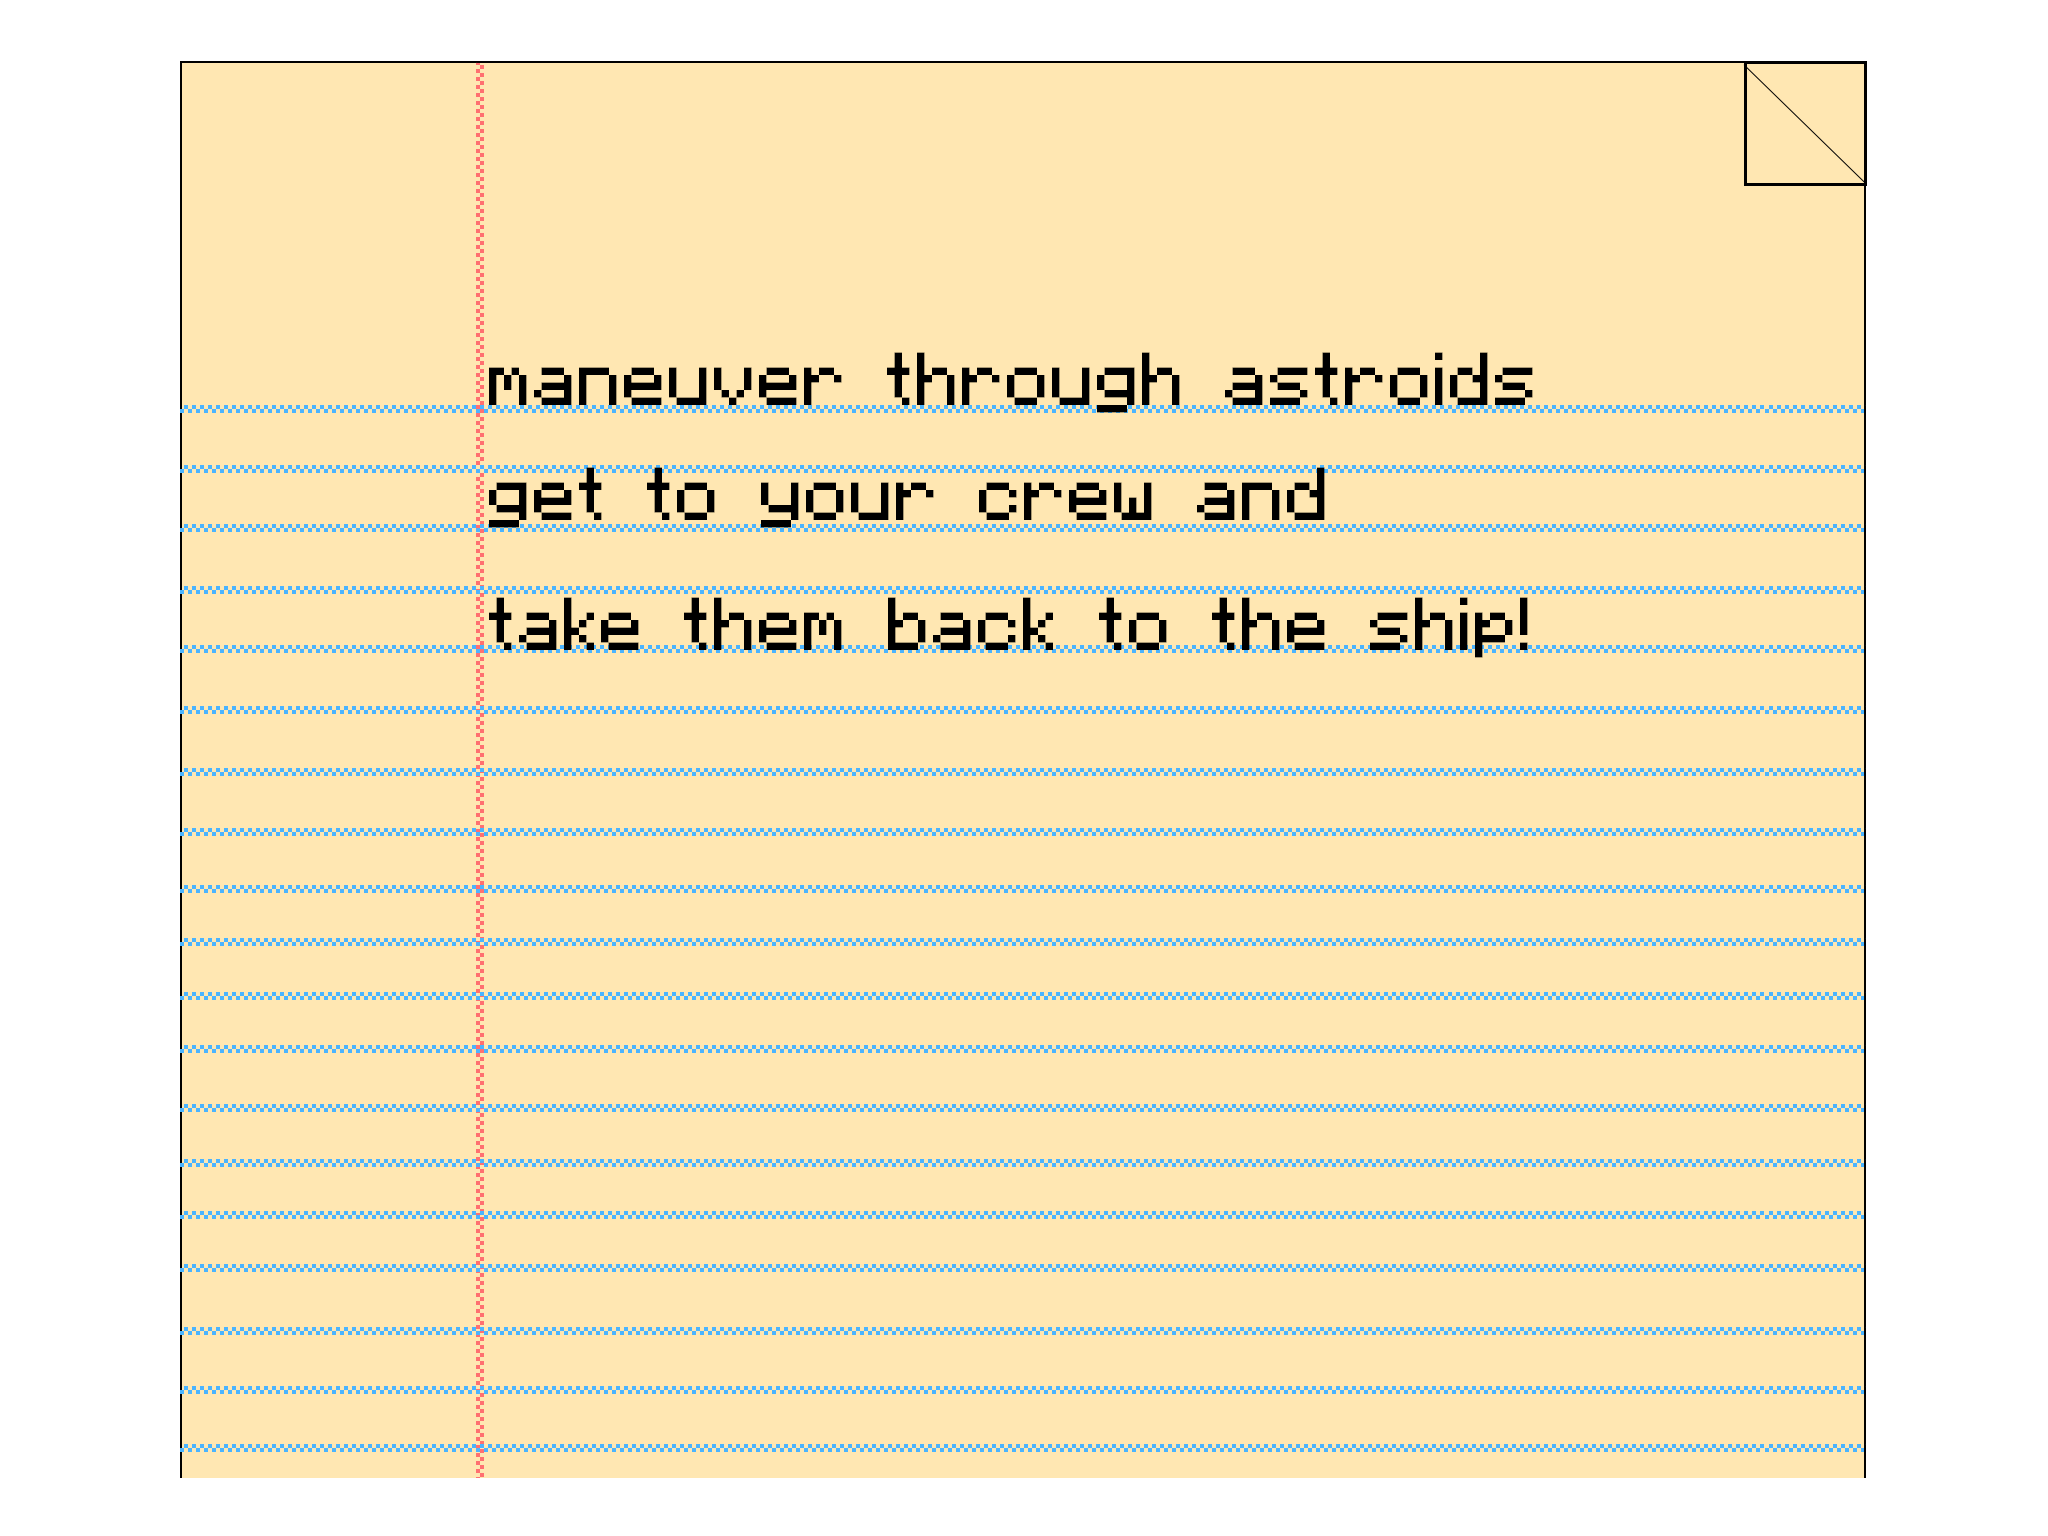 maneuver through astroids
get to your crew and
take them back to the ship!